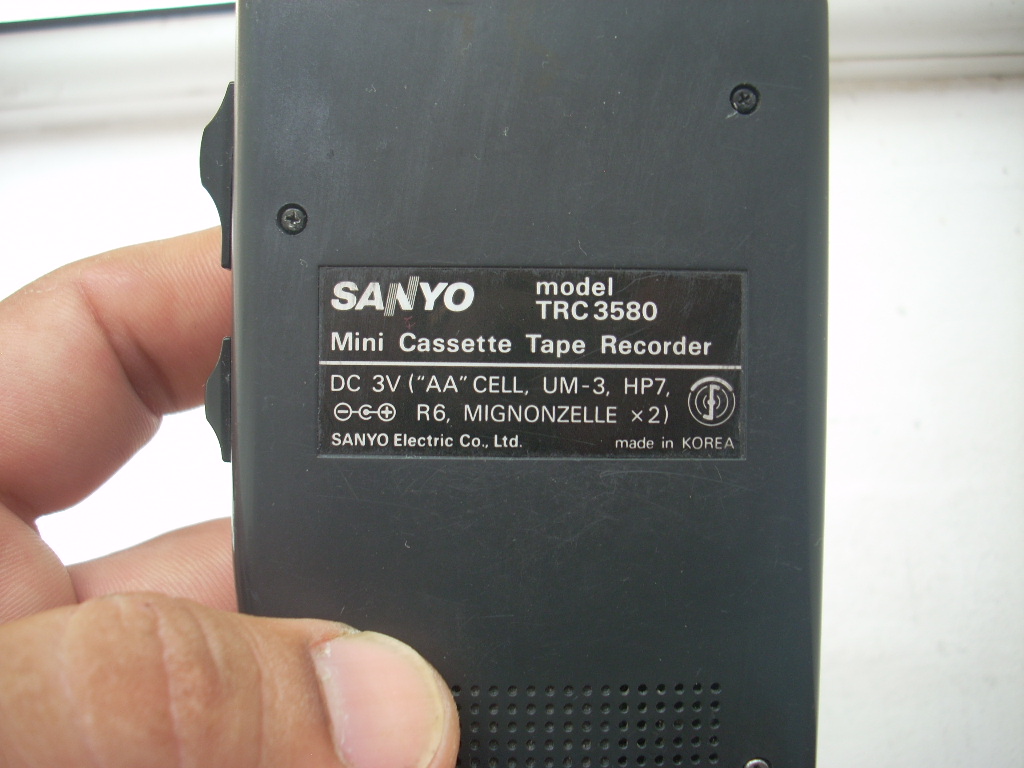 SANYO model
TRC 3580
Mini Cassette Tape Recorder
DC 3V ("AA" CELL, UM-3, HP7,
R6, MIGNONZELLE ×2)
SANYO Electric Co., Ltd. made in KOREA